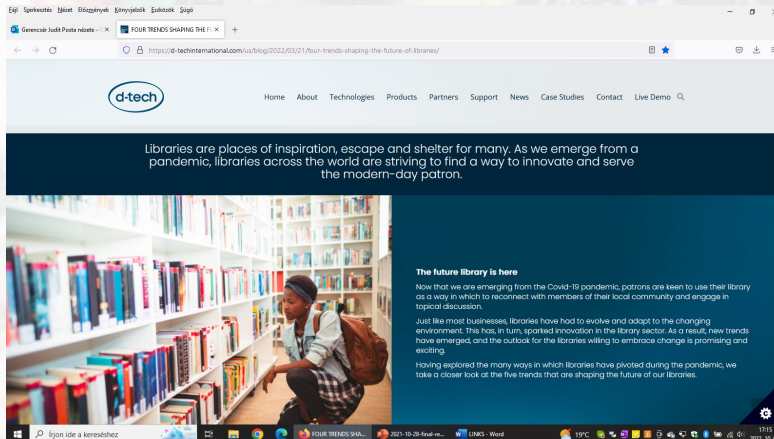 Fájl Szerkesztés Nézet Előzmények Könyvjelzők Eszközök Súgó
Gerencsér Judit Posta nézete –
FOUR TRENDS SHAPING THE FU
https://d-techinternational.com/us/blog/2022/03/21/four-trends-shaping-the-future-of-libraries/
d-tech
Home About Technologies Products Partners Support News Case Studies Contact Live Demo
Libraries are places of inspiration, escape and shelter for many. As we emerge from a
pandemic, libraries across the world are striving to find a way to innovate and serve
the modern-day patron.
The future library is here
Now that we are emerging from the Covid-19 pandemic, patrons are keen to use their library
as a way in which to reconnect with members of their local community and engage in
topical discussion.
Just like most businesses, libraries have had to evolve and adapt to the changing
environment. This has, in turn, sparked innovation in the library sector. As a result, new trends
have emerged, and the outlook for the libraries willing to embrace change is promising and
exciting.
Having explored the many ways in which libraries have pivoted during the pandemic, we
take a closer look at the five trends that are shaping the future of our libraries.
Írjon ide a kereséshez
FOUR TRENDS SHA...
2021-10-28-final-re...
LINKS - Word
19°C
17:15